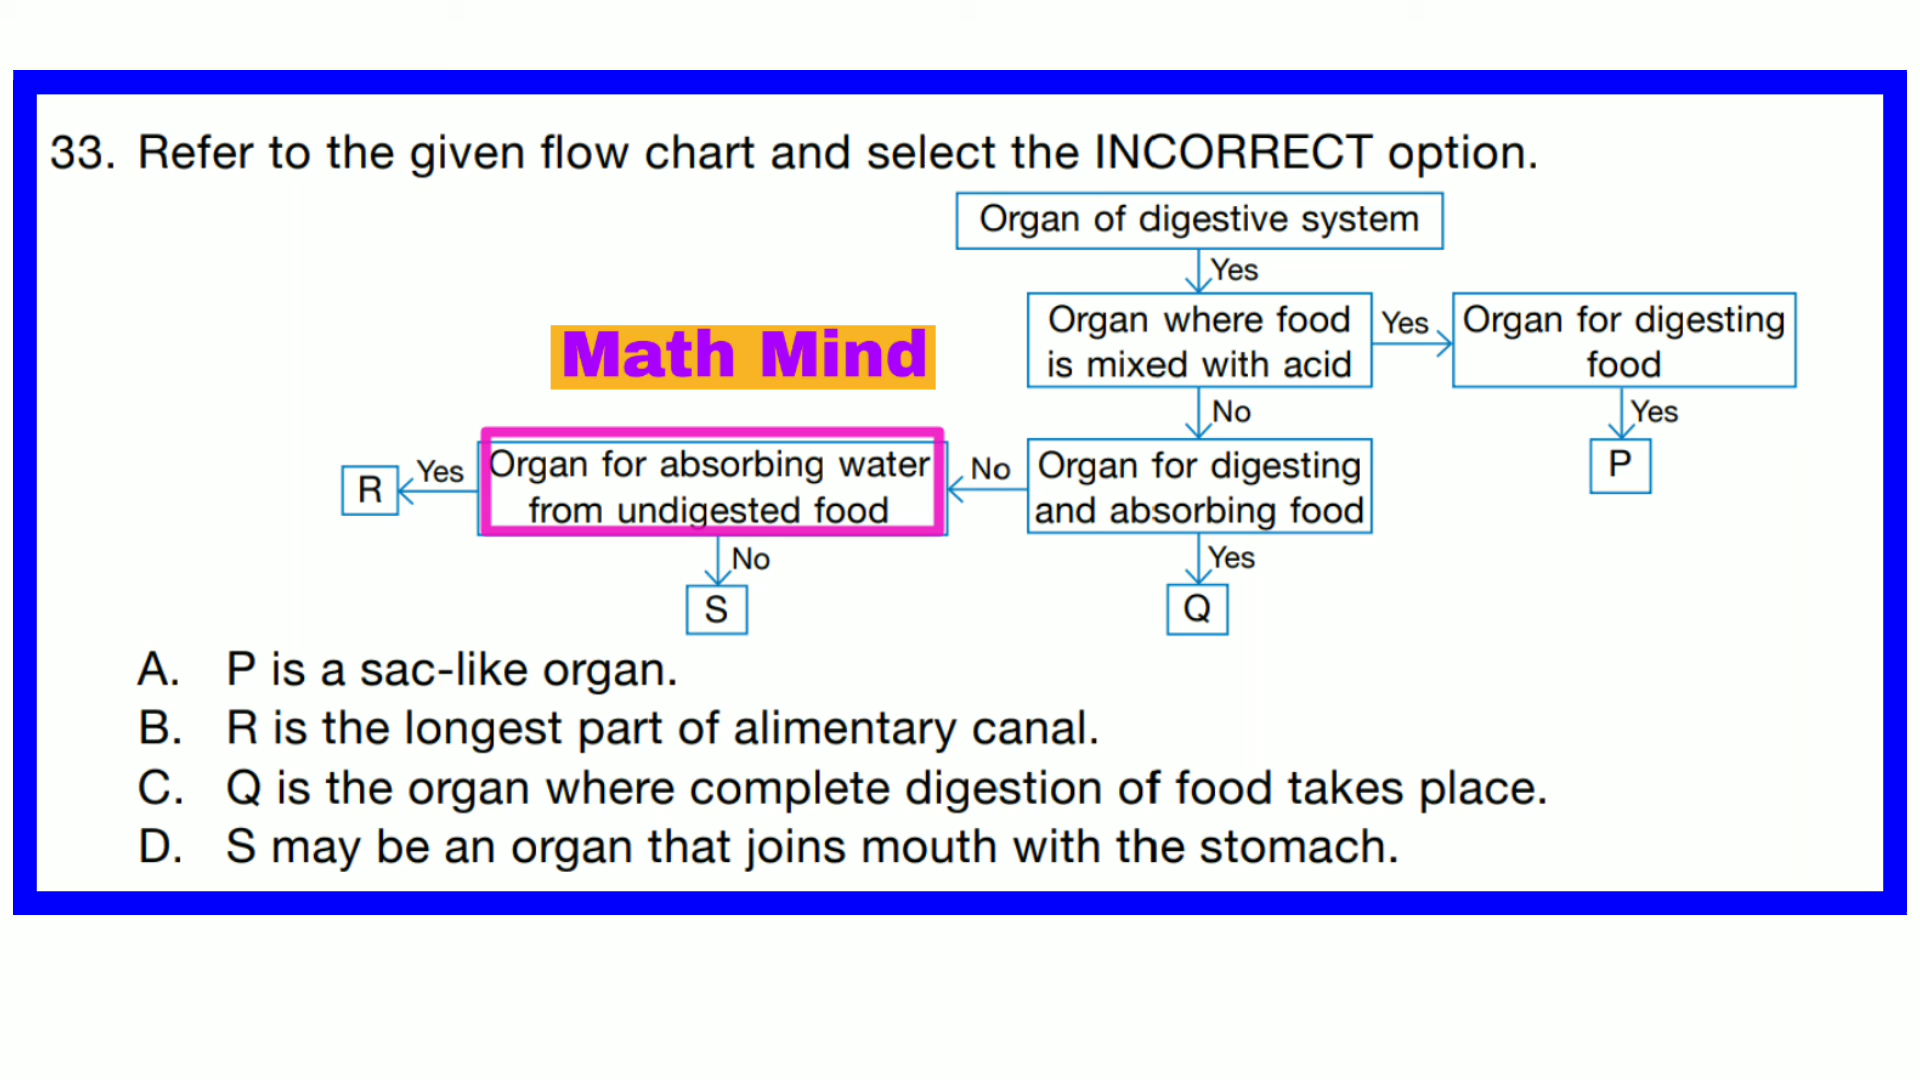 33. Refer to the given flow chart and select the INCORRECT option.
Organ of digestive system
Yes
Organ where food
is mixed with acid
Yes
Organ for digesting
food
Math Mind
No
Yes
P
Organ for absorbing water
from undigested food
Yes
R
No
Organ for digesting
and absorbing food
No
S
Yes
Q
A. P is a sac-like organ.
B. R is the longest part of alimentary canal.
C. Q is the organ where complete digestion of food takes place.
D. S may be an organ that joins mouth with the stomach.